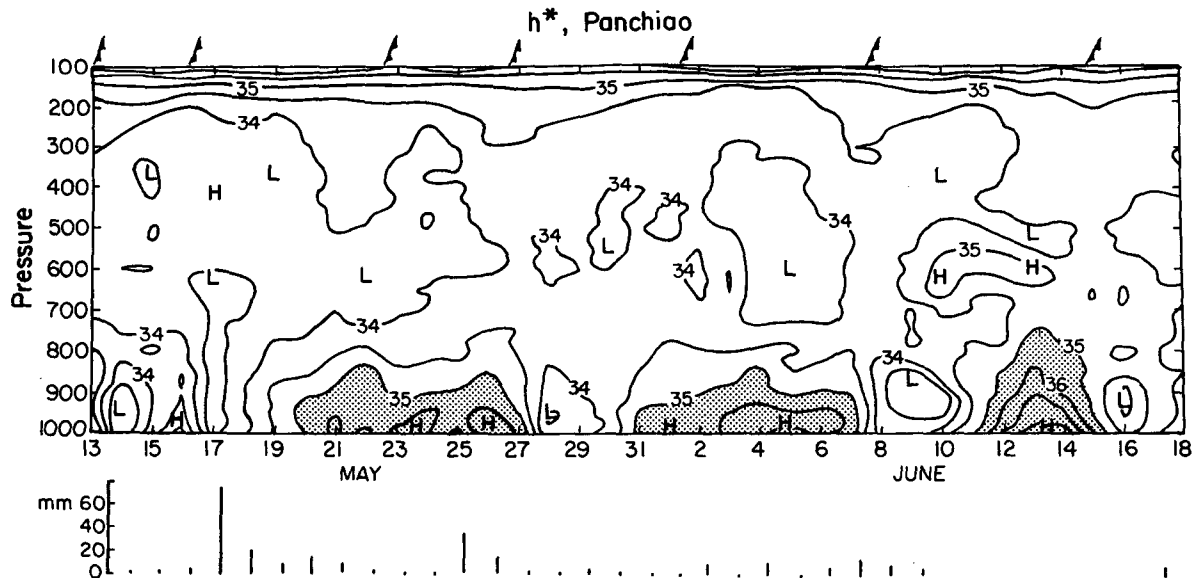 h*, Panchiao
100
200
300
400
500
600
700
800
900
1000
Pressure
35 35 35
34
L L H L
34 34 34 34
L L H L
34 L 35 H
34 34 34 35
34 35 34 35 34 L 36
L H H H L H H L H
13 15 17 19 21 23 25 27 29 31 2 4 6 8 10 12 14 16 18
MAY JUNE
mm 60
40
20
0